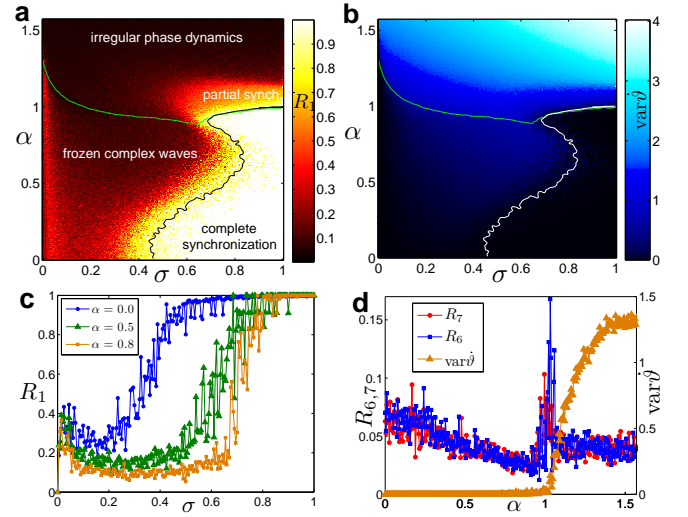 a
b
irregular phase dynamics
partial synch
frozen complex waves
complete
synchronization
α
1.5
1
0.5
0
0
0.2
0.4
0.6
0.8
1
σ
R₁
0.9
0.8
0.7
0.6
0.5
0.4
0.3
0.2
0.1
α
1.5
1
0.5
0
0
0.2
0.4
0.6
0.8
1
σ
varϑ̇
4
3
2
1
0
c
d
α = 0.0
α = 0.5
α = 0.8
R₁
1
0.8
0.6
0.4
0.2
0
0
0.2
0.4
0.6
0.8
1.0
σ
R₇
R₆
varϑ̇
R₆,₇
0.15
0.1
0.05
0
0
0.5
1
1.5
α
varϑ̇
1.5
1
0.5
0